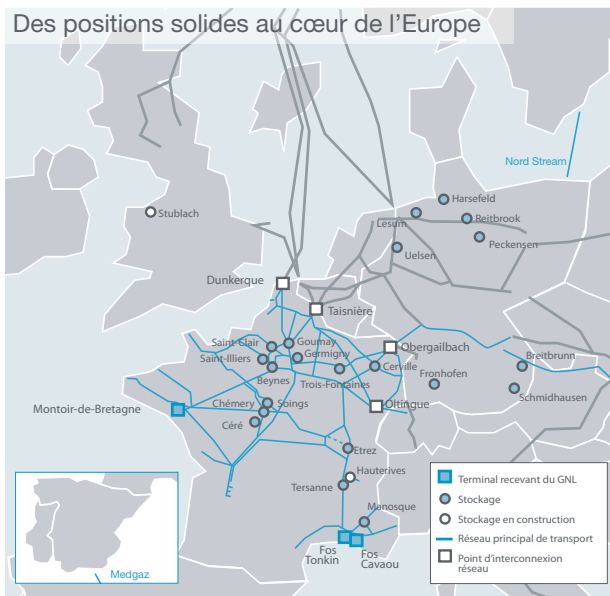 Des positions solides au cœur de l'Europe
Nord Stream
Harsefeld
Stublach
Lesum
Reitbrook
Peckensen
Uelsen
Dunkerque
Taisnière
Saint-Clair
Gournay
Obergailbach
Germigny
Saint-Illiers
Breitbrunn
Cerville
Beynes
Trois-Fontaines
Fronhofen
Chémery
Soings
Schmidhausen
Montoir-de-Bretagne
Oltingue
Céré
Etrez
Hauterives
Tersanne
Manosque
Fos
Tonkin
Fos
Cavaou
Medgaz
Terminal recevant du GNL
Stockage
Stockage en construction
Réseau principal de transport
Point d'interconnexion
réseau